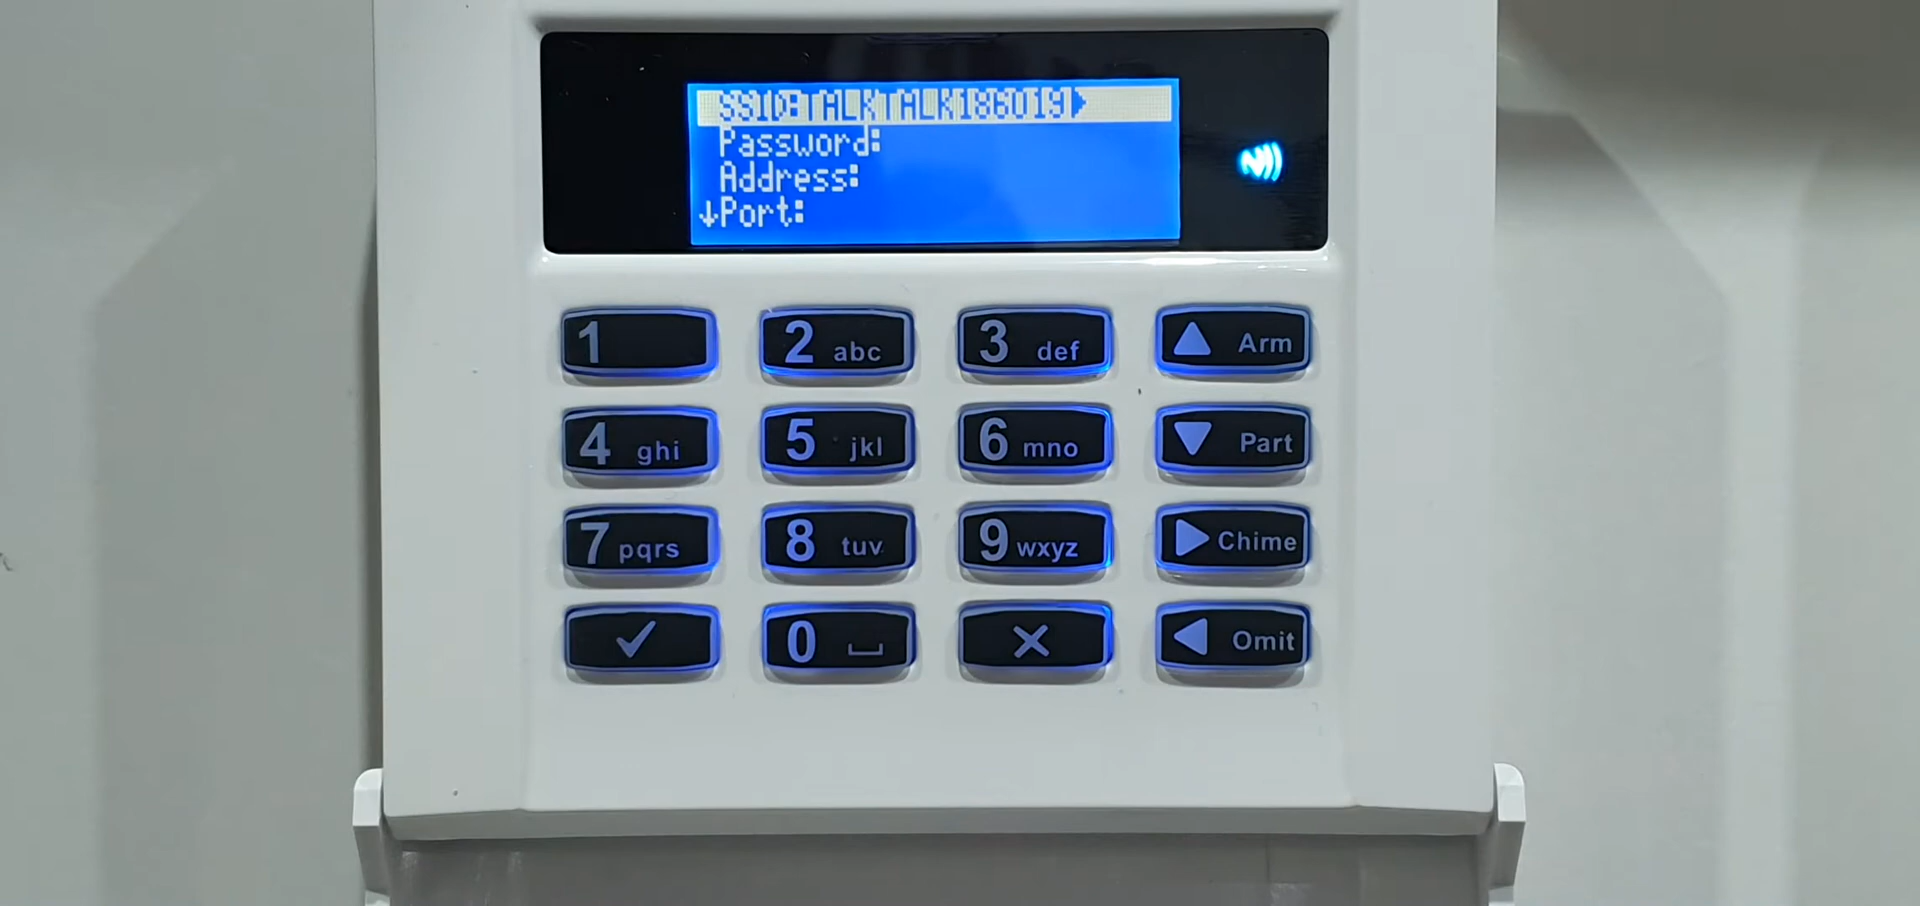 SSID:TALKTALK186019▶
Password:
Address:
↓Port:
1 2 abc 3 def ▲ Arm
4 ghi 5 jkl 6 mno ▼ Part
7 pqrs 8 tuv 9 wxyz ▶ Chime
✓ 0 ⎵ ✕ ◀ Omit